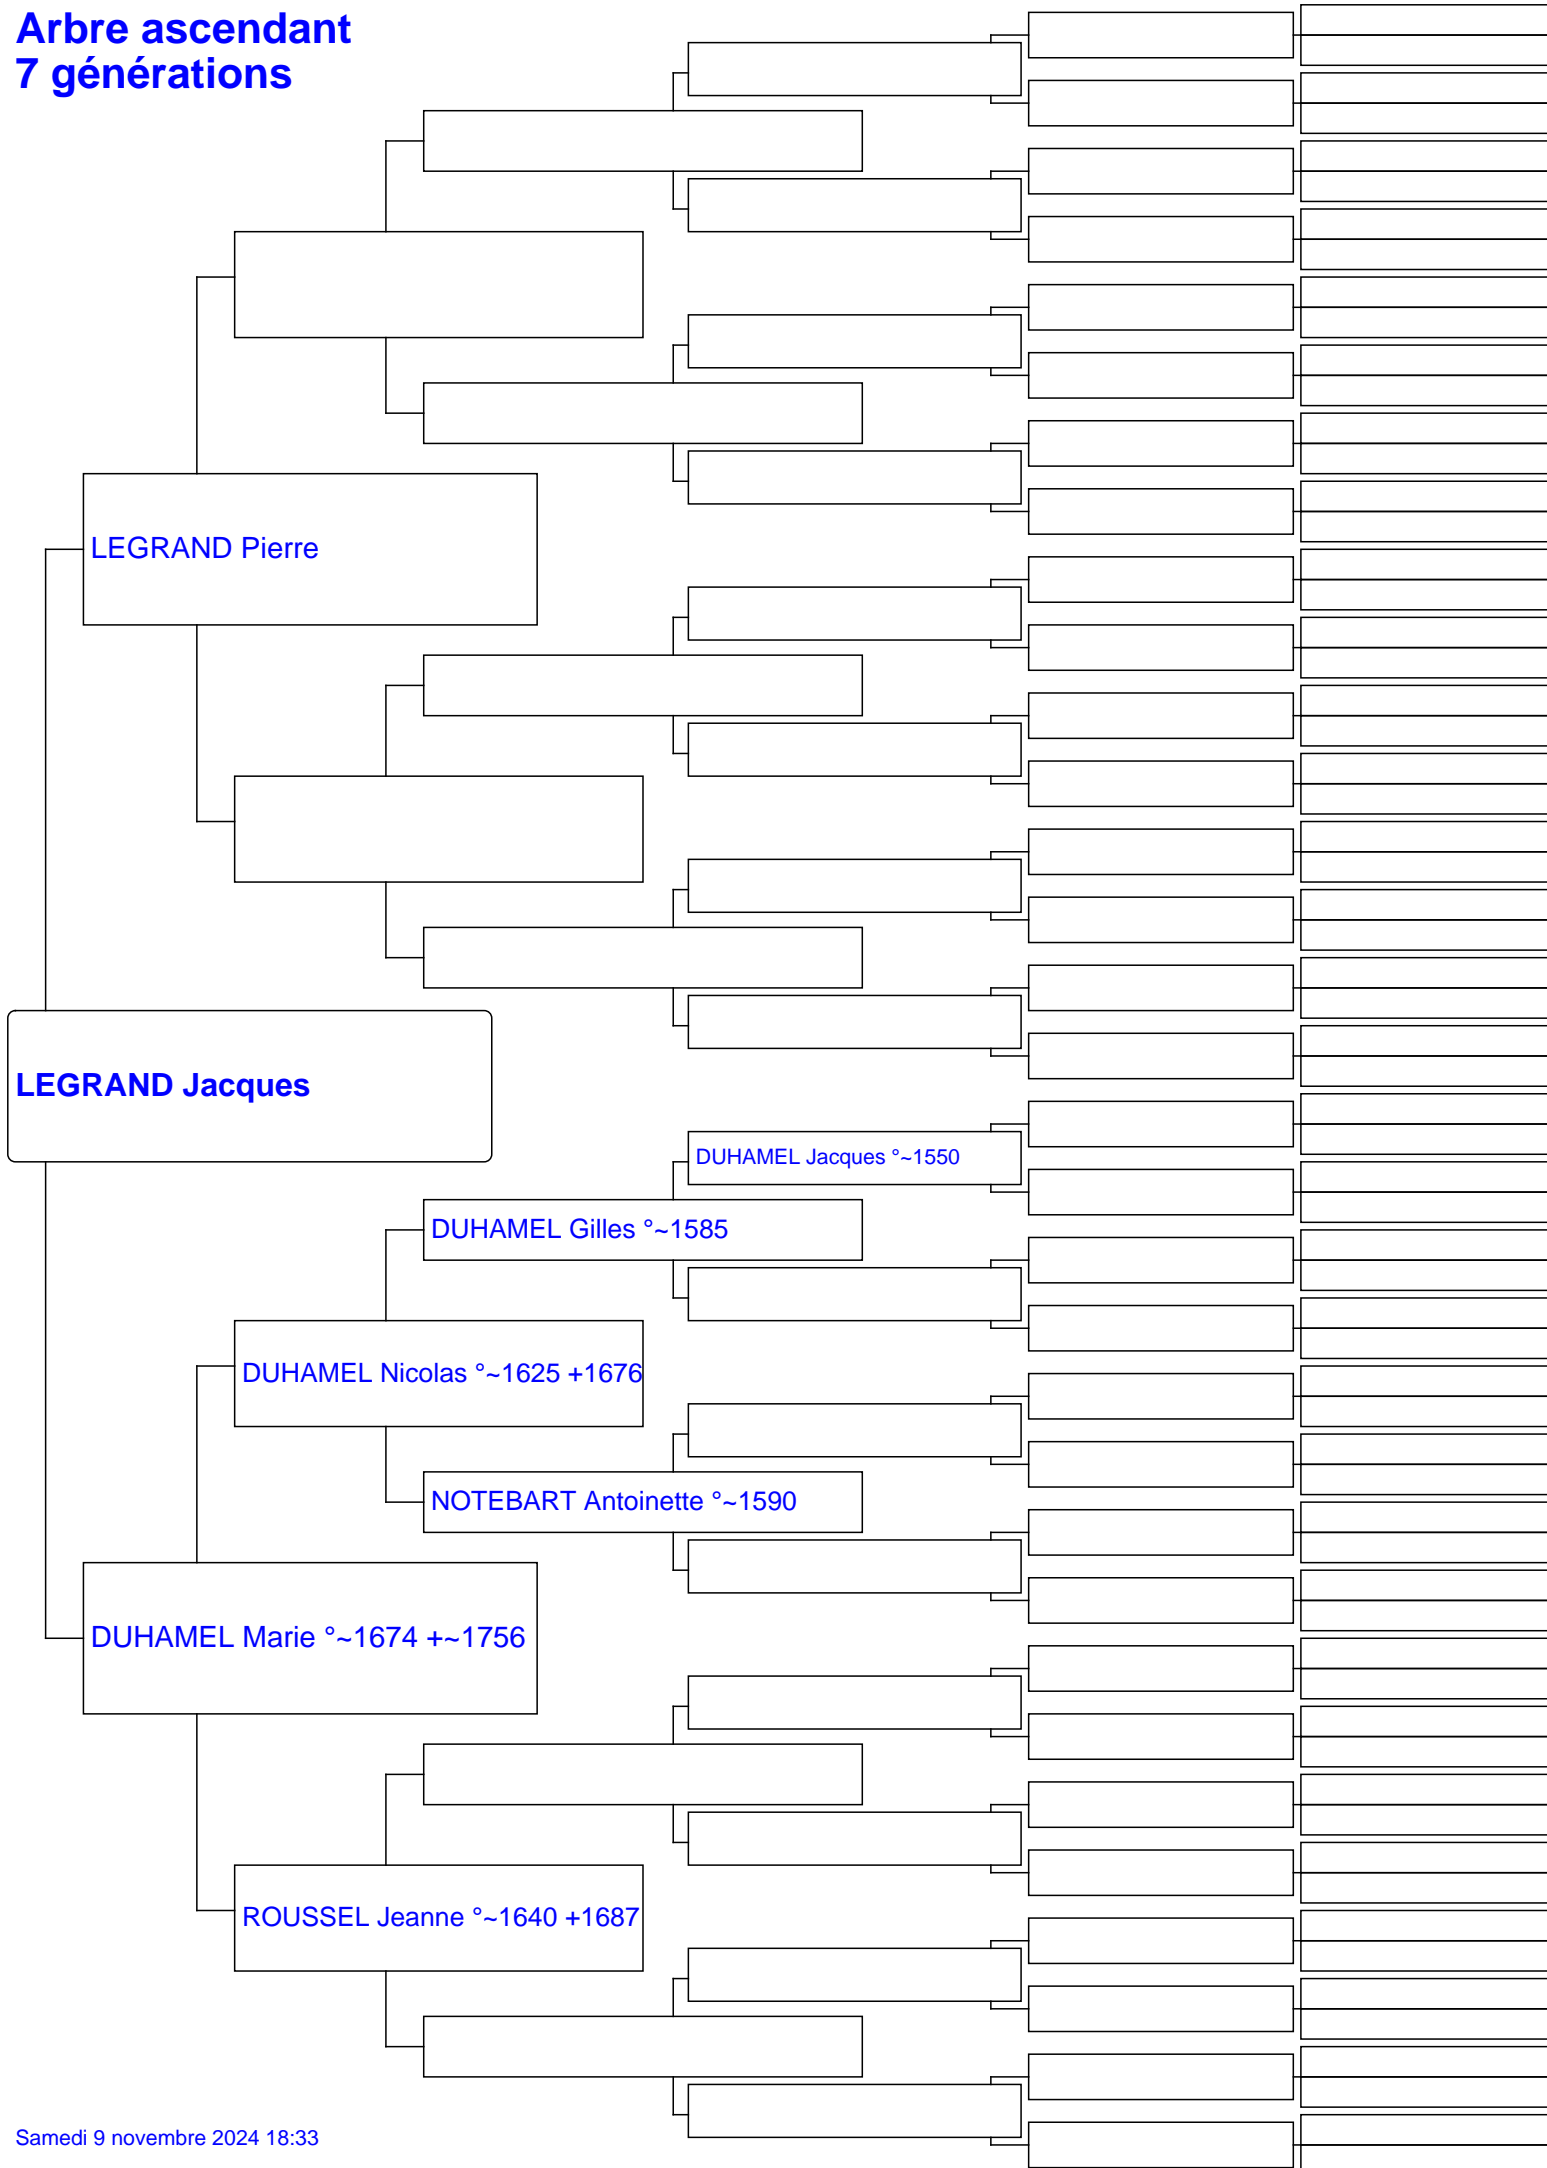 Arbre ascendant
7 générations
LEGRAND Pierre
LEGRAND Jacques
DUHAMEL Jacques °~1550
DUHAMEL Gilles °~1585
DUHAMEL Nicolas °~1625 +1676
NOTEBART Antoinette °~1590
DUHAMEL Marie °~1674 +~1756
ROUSSEL Jeanne °~1640 +1687
Samedi 9 novembre 2024 18:33